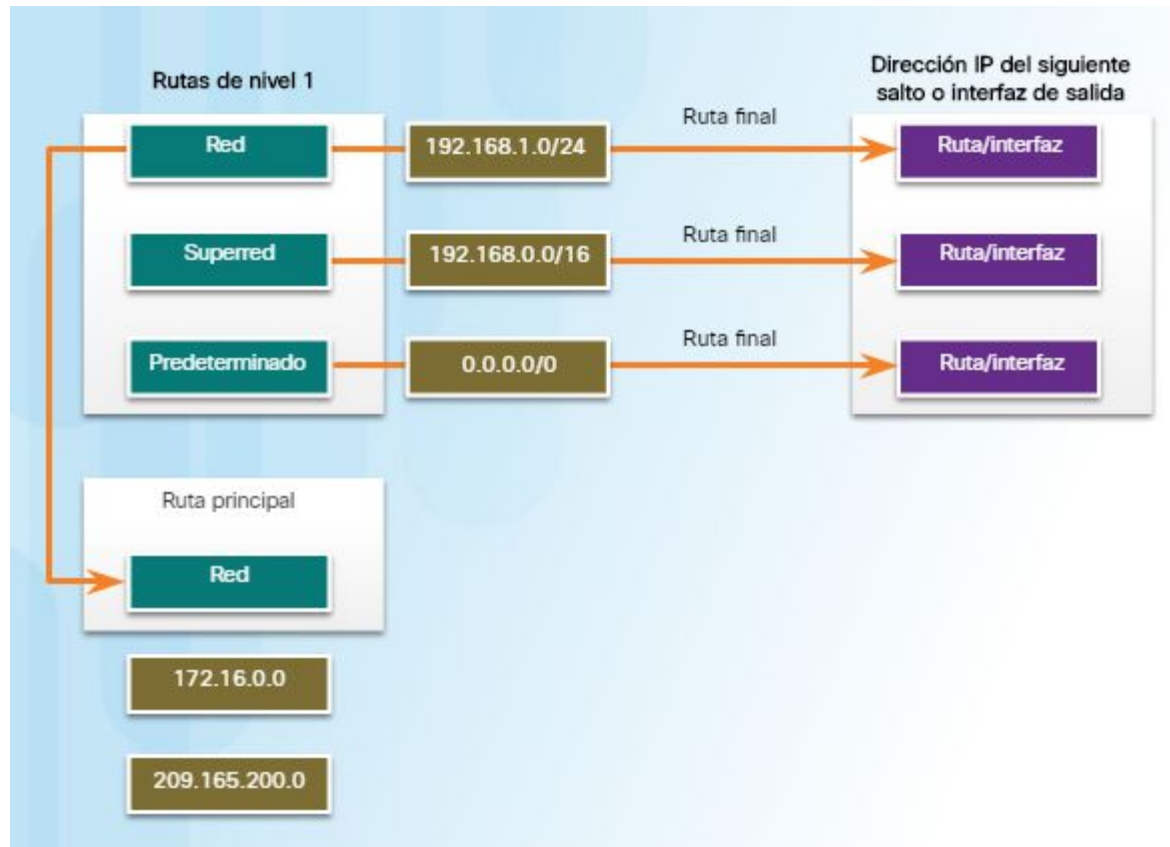 Rutas de nivel 1
Dirección IP del siguiente
salto o interfaz de salida
Red
192.168.1.0/24
Ruta final
Ruta/interfaz
Superred
192.168.0.0/16
Ruta final
Ruta/interfaz
Predeterminado
0.0.0.0/0
Ruta final
Ruta/interfaz
Ruta principal
Red
172.16.0.0
209.165.200.0